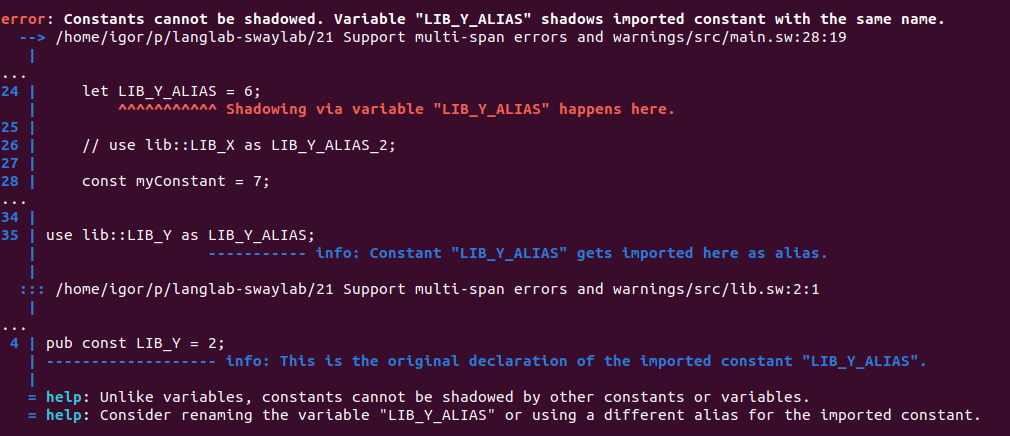 error: Constants cannot be shadowed. Variable "LIB_Y_ALIAS" shadows imported constant with the same name.
  --> /home/igor/p/langlab-swaylab/21 Support multi-span errors and warnings/src/main.sw:28:19
   |
...
24 |     let LIB_Y_ALIAS = 6;
   |         ^^^^^^^^^^^ Shadowing via variable "LIB_Y_ALIAS" happens here.
25 |
26 |     // use lib::LIB_X as LIB_Y_ALIAS_2;
27 |
28 |     const myConstant = 7;
...
34 |
35 | use lib::LIB_Y as LIB_Y_ALIAS;
   |                   ----------- info: Constant "LIB_Y_ALIAS" gets imported here as alias.
   |
  ::: /home/igor/p/langlab-swaylab/21 Support multi-span errors and warnings/src/lib.sw:2:1
   |
...
 4 | pub const LIB_Y = 2;
   | ------------------- info: This is the original declaration of the imported constant "LIB_Y_ALIAS".
   |
   = help: Unlike variables, constants cannot be shadowed by other constants or variables.
   = help: Consider renaming the variable "LIB_Y_ALIAS" or using a different alias for the imported constant.